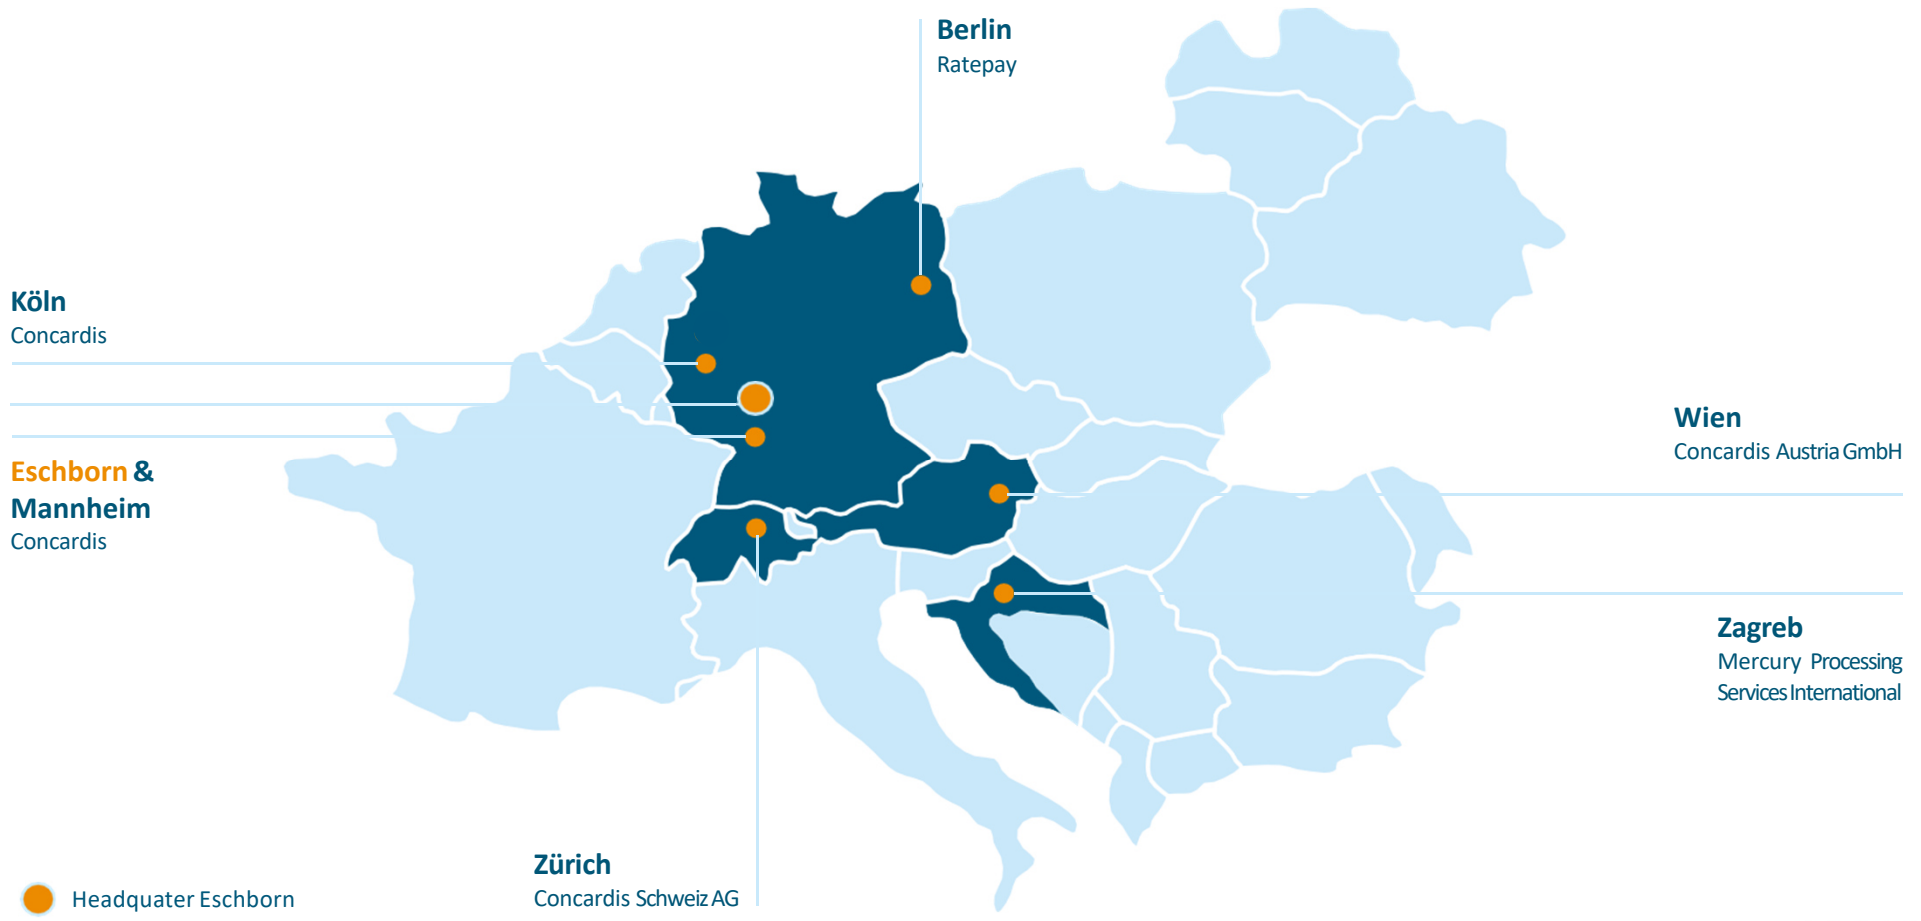 Berlin
Ratepay
Köln
Concardis
Eschborn &
Mannheim
Concardis
Wien
Concardis Austria GmbH
Zagreb
Mercury Processing
Services International
Zürich
Concardis Schweiz AG
Headquater Eschborn